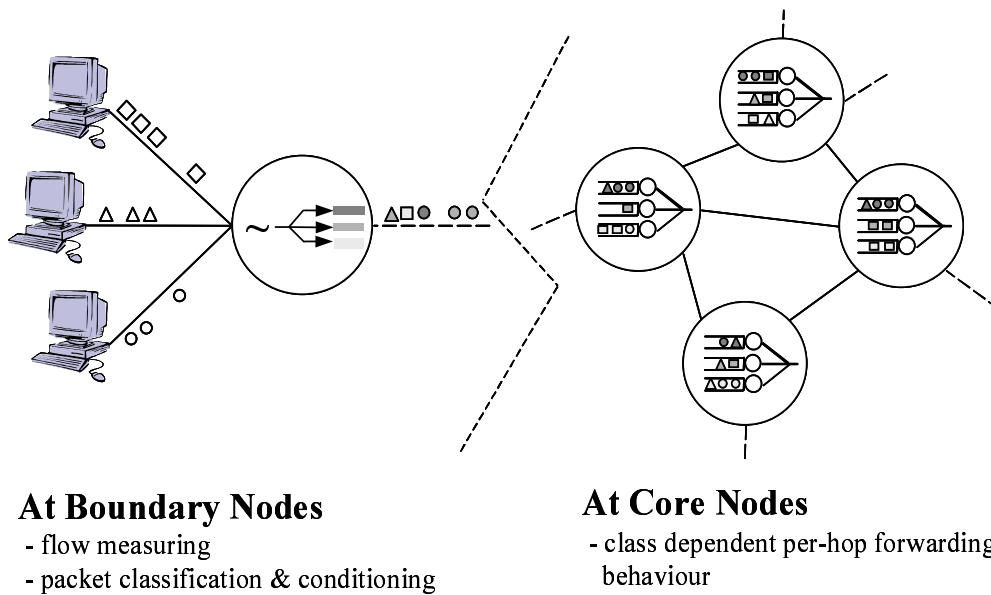 ~
At Boundary Nodes
- flow measuring
- packet classification & conditioning
At Core Nodes
- class dependent per-hop forwarding
behaviour